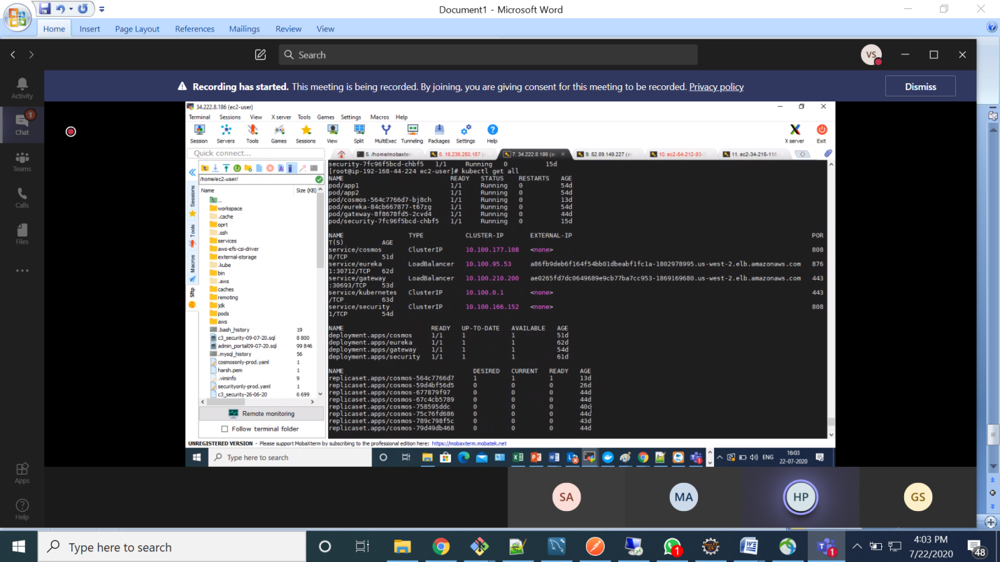 Document1 - Microsoft Word
Home Insert Page Layout References Mailings Review View
Search
VS
Activity
Chat
1
Teams
Calls
Files
Apps
Help
Recording has started. This meeting is being recorded. By joining, you are giving consent for this meeting to be recorded. Privacy policy
Dismiss
34.222.8.186 (ec2-user)
Terminal Sessions View X server Tools Games Settings Macros Help
Session Servers Tools Games Sessions View Split MultiExec Tunneling Packages Settings Help X server Exit
Quick connect...
5. /home/mobaxter 6. 18.236.250.157 7. 34.222.8.186 (ec 9. 52.89.149.227 (ec 10. ec2-54-212-93- 11. ec2-34-215-116-
/home/ec2-user/
Name Size (KB)
Sessions
Tools
Macros
Sftp
..
workspace
.cache
oprt
.ssh
services
aws-efs-csi-driver
external-storage
.kube
bin
.aws
caches
remoting
jdk
pods
aws
.bash_history 19
c3_security-09-07-20.sql 8 800
admin_portal09-07-20.sql 99 846
.mysql_history 56
cosmosonly-prod.yaml 1
harsh.pem 1
.viminfo 9
securityonly-prod.yaml 1
c3_security-26-06-20 6 699
Remote monitoring
Follow terminal folder
security-7fc96f5bcd-chbf5 1/1 Running 0 15d
[root@ip-192-168-44-224 ec2-user]# kubectl get all
NAME READY STATUS RESTARTS AGE
pod/app1 1/1 Running 0 54d
pod/app2 1/1 Running 0 54d
pod/cosmos-564c7766d7-bj8ch 1/1 Running 0 13d
pod/eureka-84cb667877-t67zg 1/1 Running 0 54d
pod/gateway-8f8678fd5-2cvd4 1/1 Running 0 44d
pod/security-7fc96f5bcd-chbf5 1/1 Running 0 15d
NAME TYPE CLUSTER-IP EXTERNAL-IP POR
T(S) AGE
service/cosmos ClusterIP 10.100.177.108 <none> 808
8/TCP 51d
service/eureka LoadBalancer 10.100.95.53 a86fb9deb6f164f54bb01dbeabf1fc1a-1802978995.us-west-2.elb.amazonaws.com 876
1:30712/TCP 62d
service/gateway LoadBalancer 10.100.210.200 ae0265fd7dc0649689e9cb77ba7cc953-1869169680.us-west-2.elb.amazonaws.com 443
:30693/TCP 53d
service/kubernetes ClusterIP 10.100.0.1 <none> 443
/TCP 63d
service/security ClusterIP 10.100.166.152 <none> 808
1/TCP 54d
NAME READY UP-TO-DATE AVAILABLE AGE
deployment.apps/cosmos 1/1 1 1 51d
deployment.apps/eureka 1/1 1 1 62d
deployment.apps/gateway 1/1 1 1 54d
deployment.apps/security 1/1 1 1 61d
NAME DESIRED CURRENT READY AGE
replicaset.apps/cosmos-564c7766d7 1 1 1 13d
replicaset.apps/cosmos-59d4bf56d5 0 0 0 26d
replicaset.apps/cosmos-677879f97 0 0 0 44d
replicaset.apps/cosmos-67c4cb5789 0 0 0 44d
replicaset.apps/cosmos-758595ddc 0 0 0 40d
replicaset.apps/cosmos-75c76fd686 0 0 0 44d
replicaset.apps/cosmos-789c798f5c 0 0 0 43d
replicaset.apps/cosmos-79d49db468 0 0 0 44d
UNREGISTERED VERSION - Please support MobaXterm by subscribing to the professional edition here: https://mobaxterm.mobatek.net
Type here to search
ENG
16:03
22-07-2020
SA MA HP GS
Type here to search
4:03 PM
7/22/2020
48